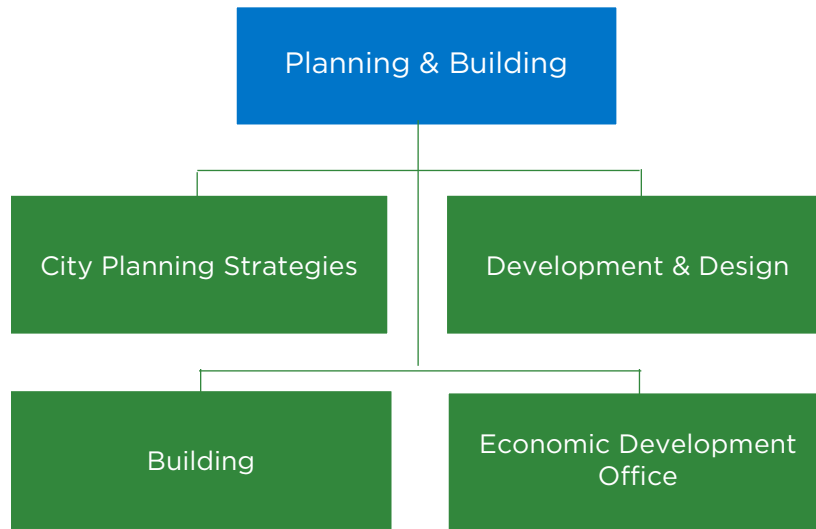 Planning & Building
City Planning Strategies
Development & Design
Building
Economic Development
Office